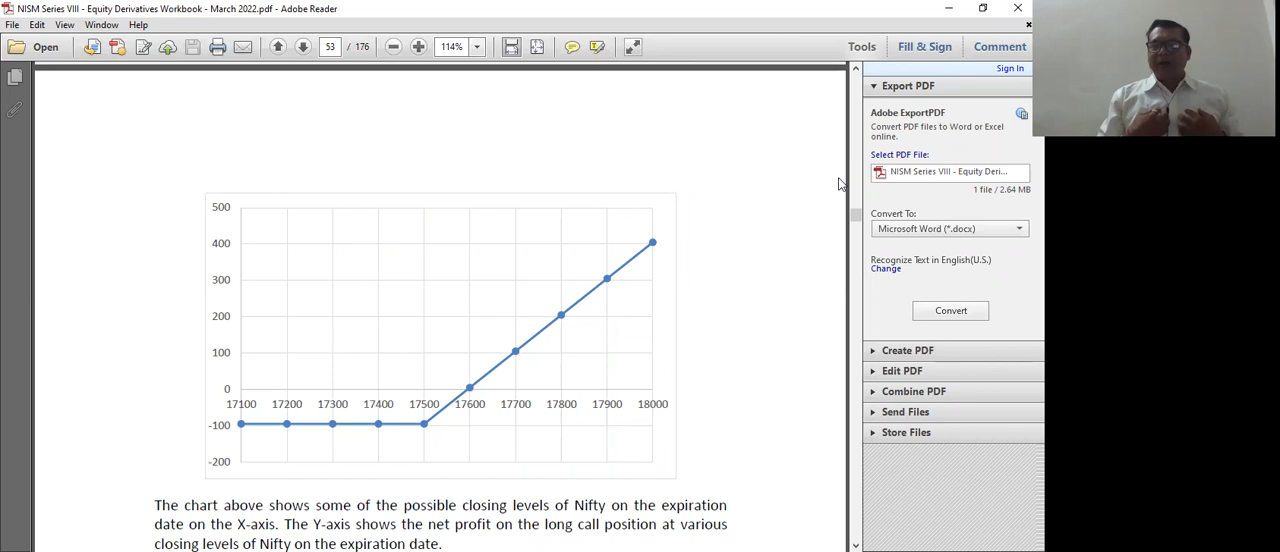 NISM Series VIII - Equity Derivatives Workbook - March 2022.pdf - Adobe Reader
File Edit View Window Help
Open 53 / 176 114% Tools Fill & Sign Comment
Sign In
Export PDF
Adobe ExportPDF
Convert PDF files to Word or Excel
online.
Select PDF File:
NISM Series VIII - Equity Deri...
1 file / 2.64 MB
Convert To:
Microsoft Word (*.docx)
Recognize Text in English(U.S.)
Change
Convert
Create PDF
Edit PDF
Combine PDF
Send Files
Store Files
500
400
300
200
100
0
17100 17200 17300 17400 17500 17600 17700 17800 17900 18000
-100
-200
The chart above shows some of the possible closing levels of Nifty on the expiration
date on the X-axis. The Y-axis shows the net profit on the long call position at various
closing levels of Nifty on the expiration date.